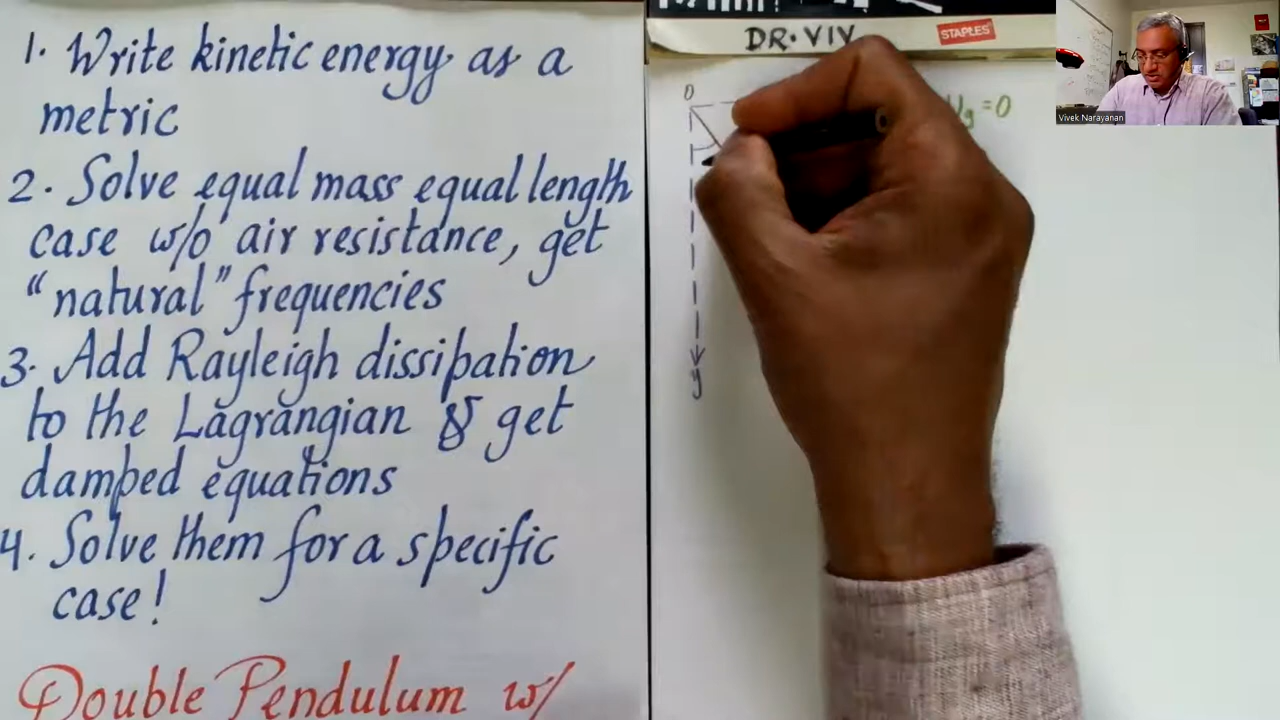 1. Write kinetic energy as a
metric
2. Solve equal mass equal length
case w/o air resistance, get
"natural" frequencies
3. Add Rayleigh dissipation
to the Lagrangian & get
damped equations
4. Solve them for a specific
case!
Double Pendulum w/
DR. VIV
STAPLES
0
=0
y
Vivek Narayanan